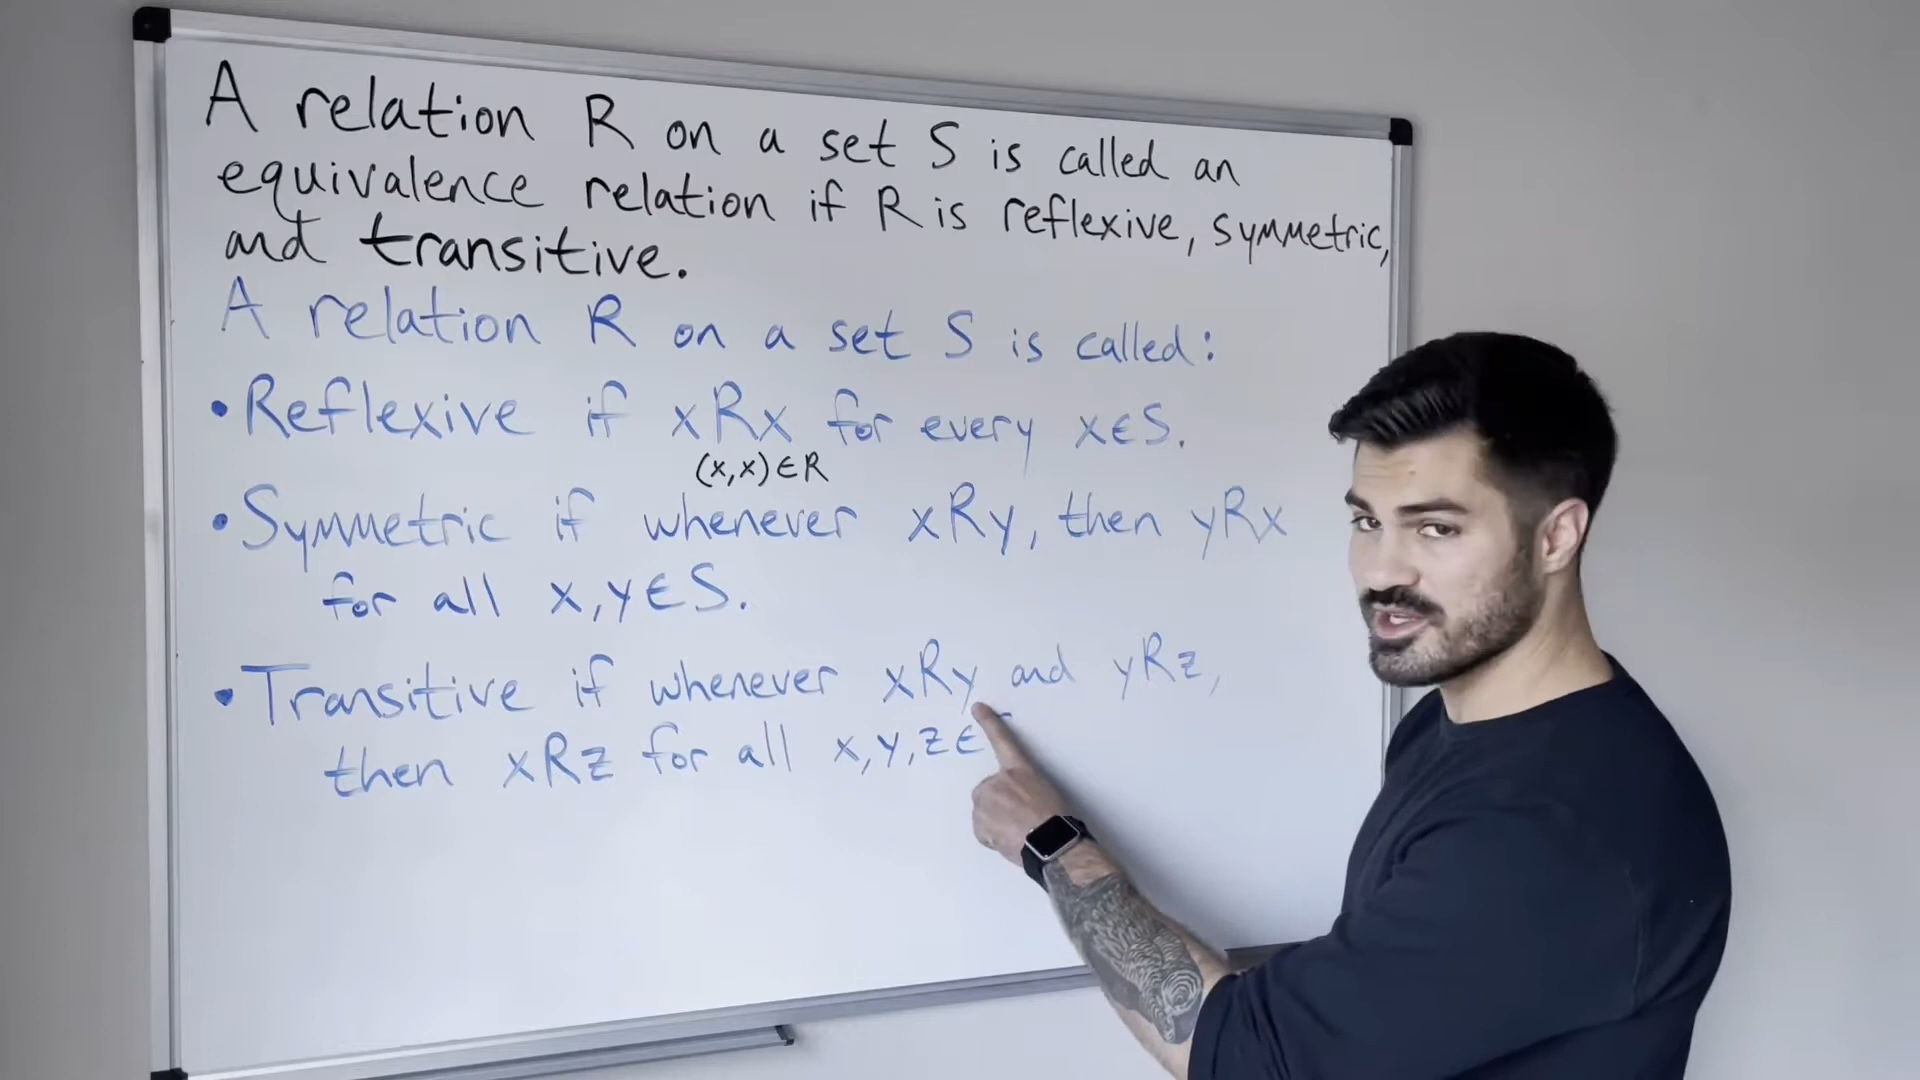 A relation R on a set S is called an
equivalence relation if R is reflexive, symmetric,
and transitive.
A relation R on a set S is called:
• Reflexive if xRx for every x∈S.
(x,x)∈R
• Symmetric if whenever xRy, then yRx
for all x,y∈S.
• Transitive if whenever xRy and yRz,
then xRz for all x,y,z∈